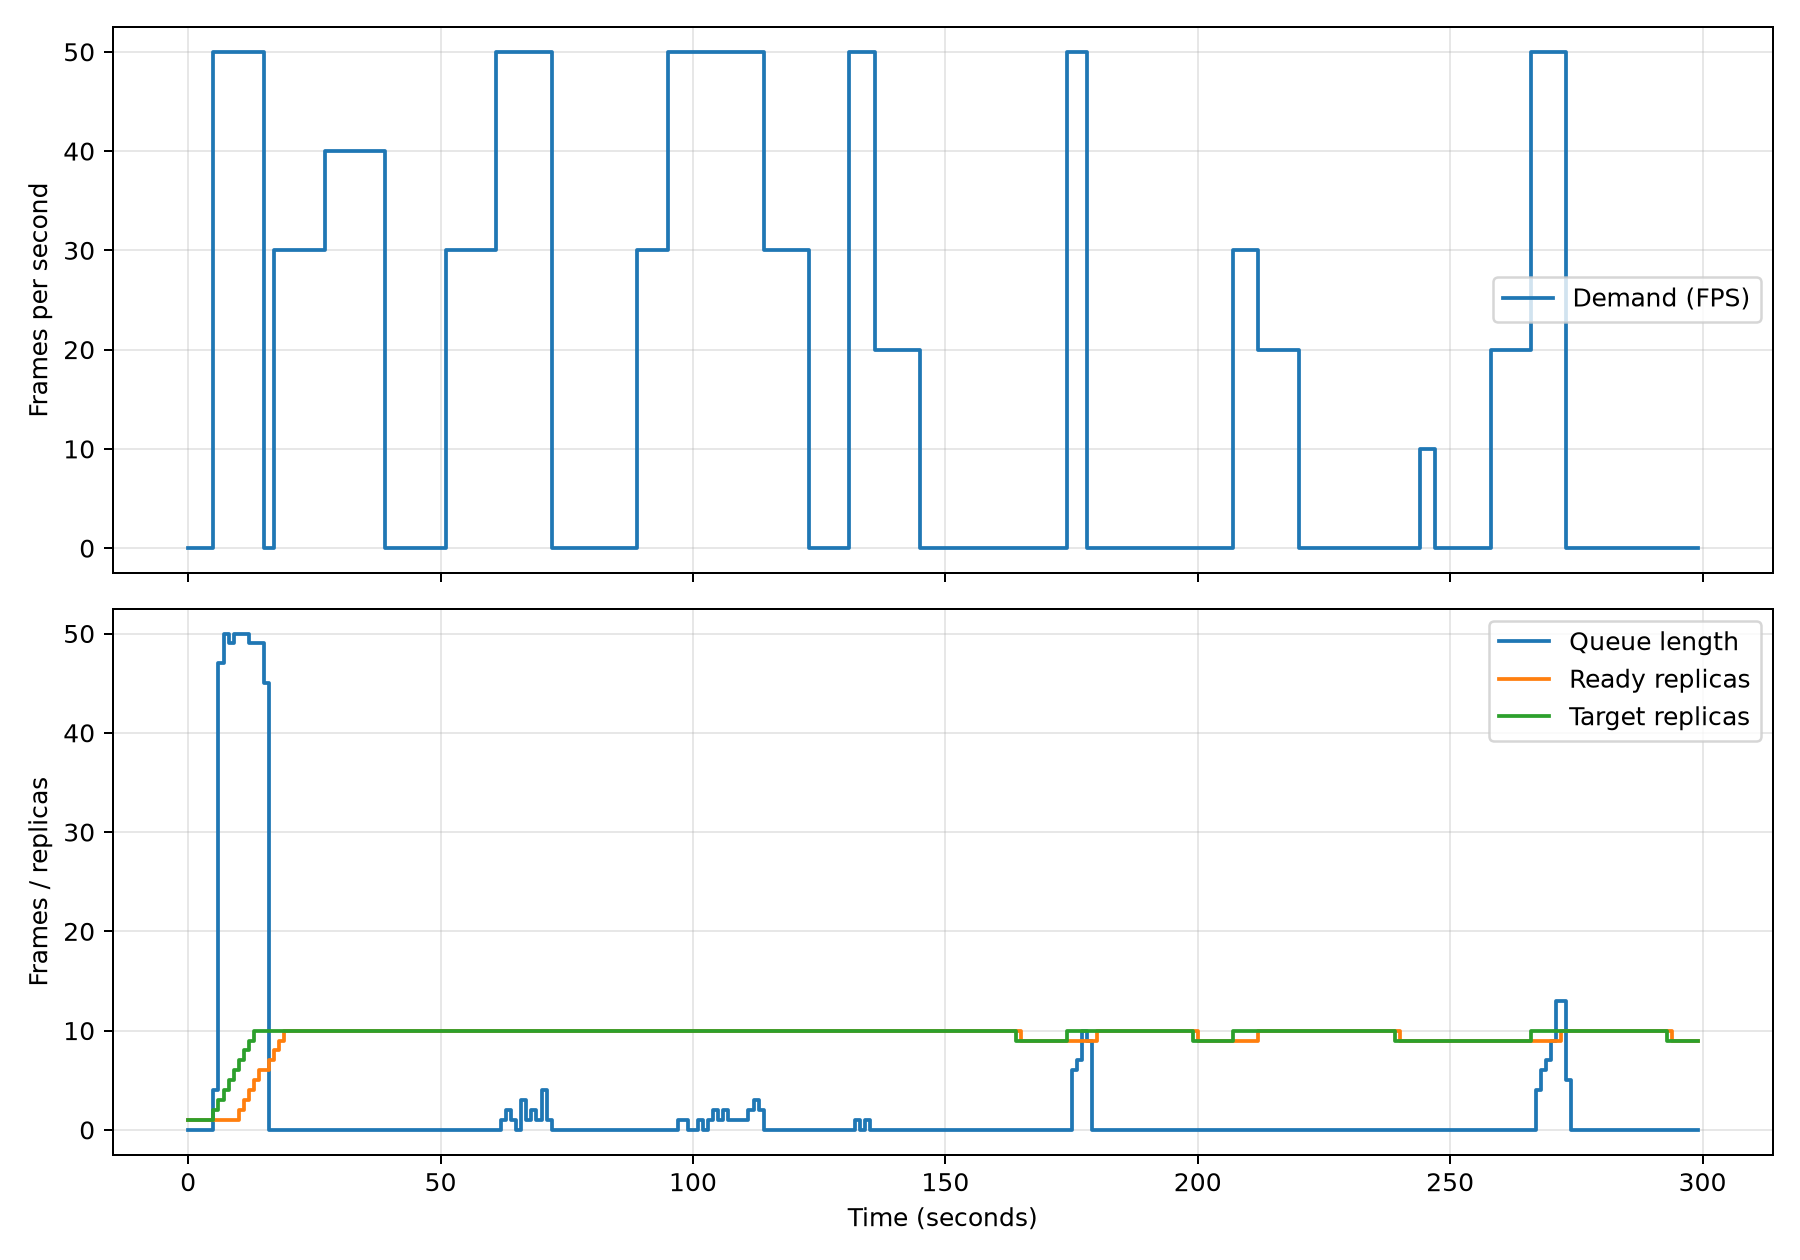 50
40
30
20
10
0
Frames per second
Demand (FPS)
50
40
30
20
10
0
Frames / replicas
Queue length
Ready replicas
Target replicas
0 50 100 150 200 250 300
Time (seconds)